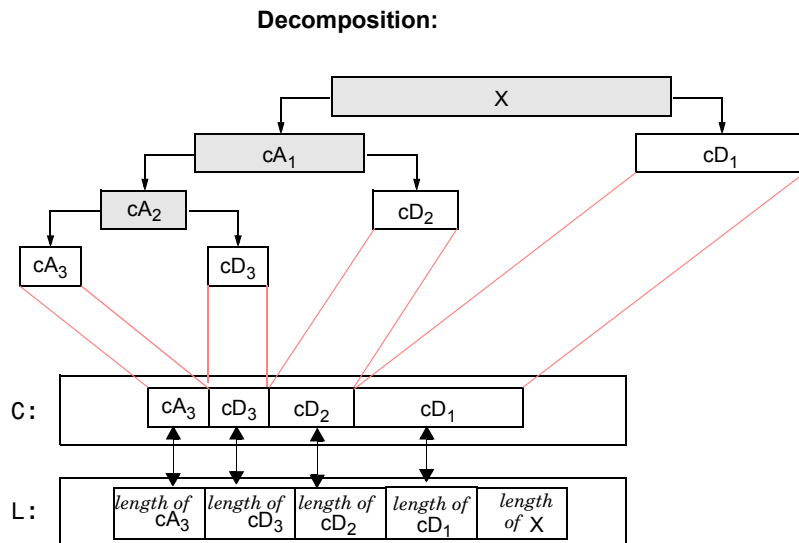 Decomposition:
X
cA1 cD1
cA2 cD2
cA3 cD3
C: cA3 cD3 cD2 cD1
L: length of cA3 length of cD3 length of cD2 length of cD1 length of X